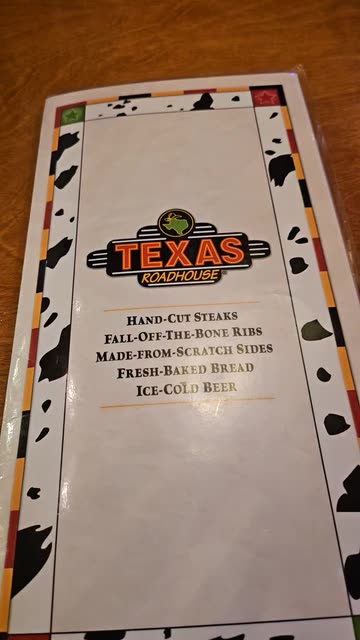 TEXAS
ROADHOUSE
HAND-CUT STEAKS
FALL-OFF-THE-BONE RIBS
MADE-FROM-SCRATCH SIDES
FRESH-BAKED BREAD
ICE-COLD BEER